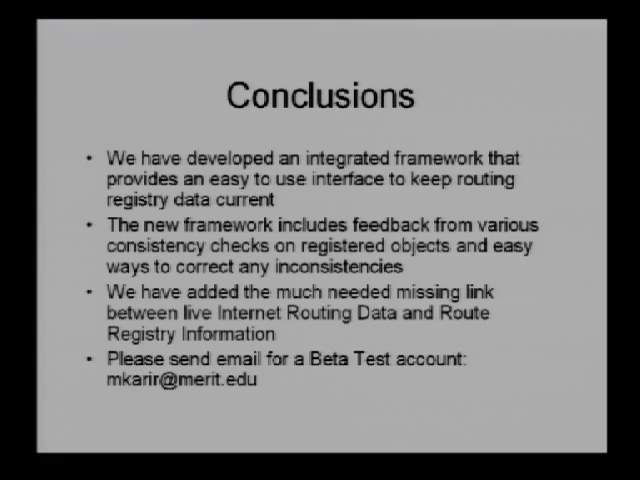 Conclusions
• We have developed an integrated framework that
provides an easy to use interface to keep routing
registry data current
• The new framework includes feedback from various
consistency checks on registered objects and easy
ways to correct any inconsistencies
• We have added the much needed missing link
between live Internet Routing Data and Route
Registry Information
• Please send email for a Beta Test account:
mkarir@merit.edu